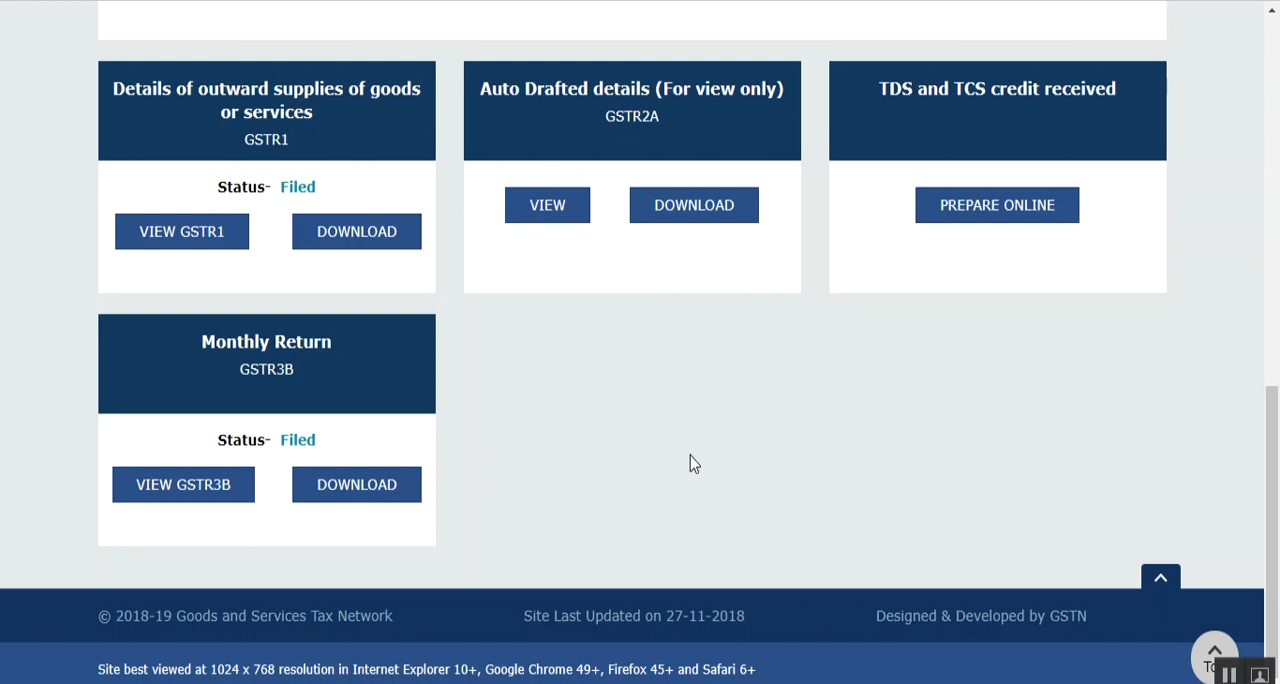 Details of outward supplies of goods
or services
GSTR1
Status- Filed
VIEW GSTR1
DOWNLOAD
Auto Drafted details (For view only)
GSTR2A
VIEW
DOWNLOAD
TDS and TCS credit received
PREPARE ONLINE
Monthly Return
GSTR3B
Status- Filed
VIEW GSTR3B
DOWNLOAD
© 2018-19 Goods and Services Tax Network
Site Last Updated on 27-11-2018
Designed & Developed by GSTN
Site best viewed at 1024 x 768 resolution in Internet Explorer 10+, Google Chrome 49+, Firefox 45+ and Safari 6+